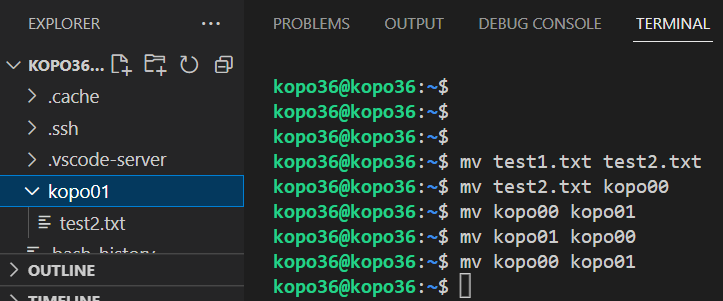 EXPLORER ...
KOPO36...
.cache
.ssh
.vscode-server
kopo01
test2.txt
.bash_history
OUTLINE
TIMELINE
PROBLEMS OUTPUT DEBUG CONSOLE TERMINAL
kopo36@kopo36:~$
kopo36@kopo36:~$
kopo36@kopo36:~$
kopo36@kopo36:~$ mv test1.txt test2.txt
kopo36@kopo36:~$ mv test2.txt kopo00
kopo36@kopo36:~$ mv kopo00 kopo01
kopo36@kopo36:~$ mv kopo01 kopo00
kopo36@kopo36:~$ mv kopo00 kopo01
kopo36@kopo36:~$